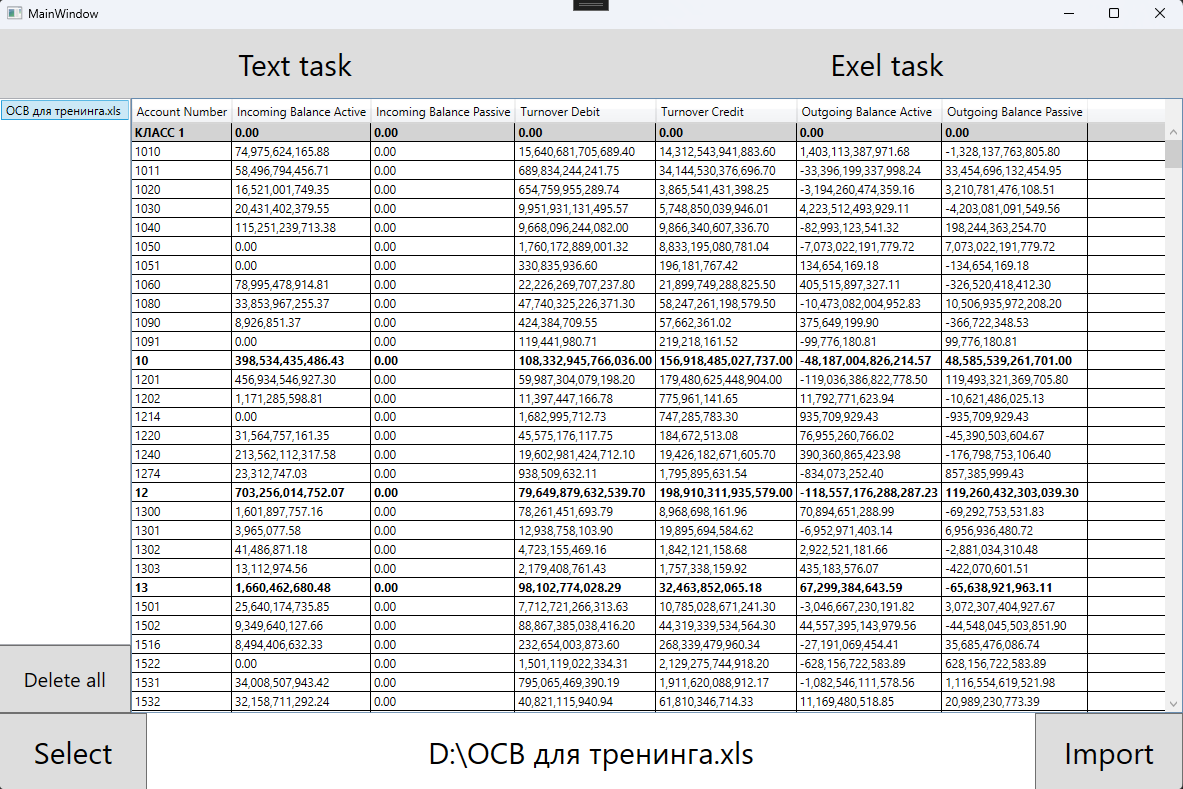 MainWindow
Text task Exel task
ОСВ для тренинга.xls
Account Number Incoming Balance Active Incoming Balance Passive Turnover Debit Turnover Credit Outgoing Balance Active Outgoing Balance Passive
КЛАСС 1 0.00 0.00 0.00 0.00 0.00 0.00
1010 74,975,624,165.88 0.00 15,640,681,705,689.40 14,312,543,941,883.60 1,403,113,387,971.68 -1,328,137,763,805.80
1011 58,496,794,456.71 0.00 689,834,244,241.75 34,144,530,376,696.70 -33,396,199,337,998.24 33,454,696,132,454.95
1020 16,521,001,749.35 0.00 654,759,955,289.74 3,865,541,431,398.25 -3,194,260,474,359.16 3,210,781,476,108.51
1030 20,431,402,379.55 0.00 9,951,931,131,495.57 5,748,850,039,946.01 4,223,512,493,929.11 -4,203,081,091,549.56
1040 115,251,239,713.38 0.00 9,668,096,244,082.00 9,866,340,607,336.70 -82,993,123,541.32 198,244,363,254.70
1050 0.00 0.00 1,760,172,889,001.32 8,833,195,080,781.04 -7,073,022,191,779.72 7,073,022,191,779.72
1051 0.00 0.00 330,835,936.60 196,181,767.42 134,654,169.18 -134,654,169.18
1060 78,995,478,914.81 0.00 22,226,269,707,237.80 21,899,749,288,825.50 405,515,897,327.11 -326,520,418,412.30
1080 33,853,967,255.37 0.00 47,740,325,226,371.30 58,247,261,198,579.50 -10,473,082,004,952.83 10,506,935,972,208.20
1090 8,926,851.37 0.00 424,384,709.55 57,662,361.02 375,649,199.90 -366,722,348.53
1091 0.00 0.00 119,441,980.71 219,218,161.52 -99,776,180.81 99,776,180.81
10 398,534,435,486.43 0.00 108,332,945,766,036.00 156,918,485,027,737.00 -48,187,004,826,214.57 48,585,539,261,701.00
1201 456,934,546,927.30 0.00 59,987,304,079,198.20 179,480,625,448,904.00 -119,036,386,822,778.50 119,493,321,369,705.80
1202 1,171,285,598.81 0.00 11,397,447,166.78 775,961,141.65 11,792,771,623.94 -10,621,486,025.13
1214 0.00 0.00 1,682,995,712.73 747,285,783.30 935,709,929.43 -935,709,929.43
1220 31,564,757,161.35 0.00 45,575,176,117.75 184,672,513.08 76,955,260,766.02 -45,390,503,604.67
1240 213,562,112,317.58 0.00 19,602,981,424,712.10 19,426,182,671,605.70 390,360,865,423.98 -176,798,753,106.40
1274 23,312,747.03 0.00 938,509,632.11 1,795,895,631.54 -834,073,252.40 857,385,999.43
12 703,256,014,752.07 0.00 79,649,879,632,539.70 198,910,311,935,579.00 -118,557,176,288,287.23 119,260,432,303,039.30
1300 1,601,897,757.16 0.00 78,261,451,693.79 8,968,698,161.96 70,894,651,288.99 -69,292,753,531.83
1301 3,965,077.58 0.00 12,938,758,103.90 19,895,694,584.62 -6,952,971,403.14 6,956,936,480.72
1302 41,486,871.18 0.00 4,723,155,469.16 1,842,121,158.68 2,922,521,181.66 -2,881,034,310.48
1303 13,112,974.56 0.00 2,179,408,761.43 1,757,338,159.92 435,183,576.07 -422,070,601.51
13 1,660,462,680.48 0.00 98,102,774,028.29 32,463,852,065.18 67,299,384,643.59 -65,638,921,963.11
1501 25,640,174,735.85 0.00 7,712,721,266,313.63 10,785,028,671,241.30 -3,046,667,230,191.82 3,072,307,404,927.67
1502 9,349,640,127.66 0.00 88,867,385,038,416.20 44,319,339,534,564.30 44,557,395,143,979.56 -44,548,045,503,851.90
1516 8,494,406,632.33 0.00 232,654,003,873.60 268,339,479,960.34 -27,191,069,454.41 35,685,476,086.74
1522 0.00 0.00 1,501,119,022,334.31 2,129,275,744,918.20 -628,156,722,583.89 628,156,722,583.89
1531 34,008,507,943.42 0.00 795,065,469,390.19 1,911,620,088,912.17 -1,082,546,111,578.56 1,116,554,619,521.98
1532 32,158,711,292.24 0.00 40,821,115,940.94 61,810,346,714.33 11,169,480,518.85 20,989,230,773.39
Delete all
Select D:\ОСВ для тренинга.xls Import